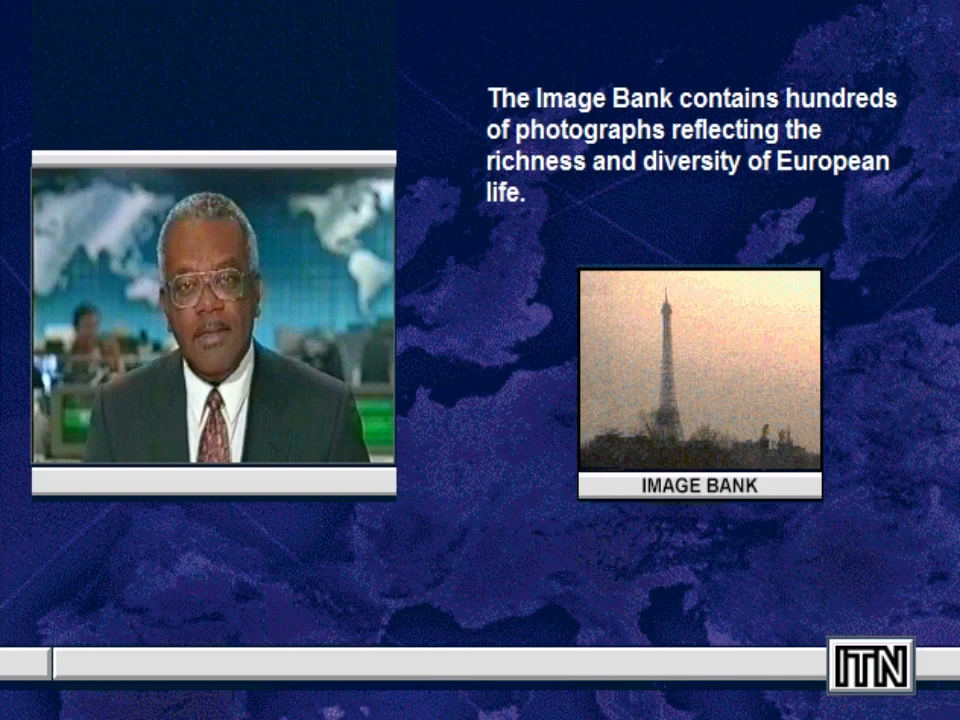 The Image Bank contains hundreds
of photographs reflecting the
richness and diversity of European
life.
IMAGE BANK
ITN